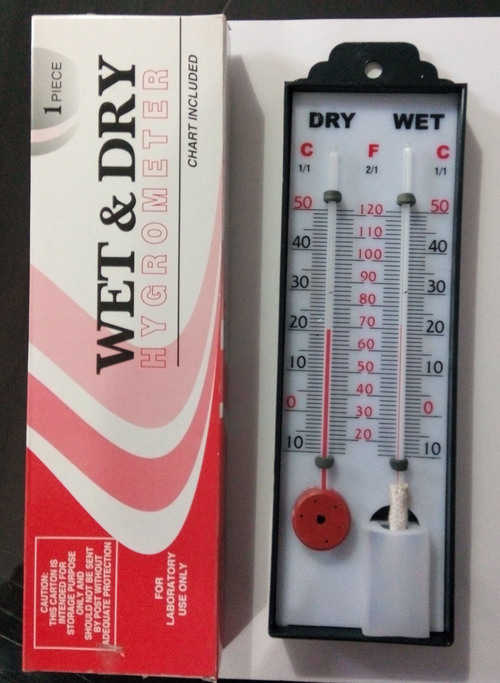 1 PIECE
WET & DRY
HYGROMETER
CHART INCLUDED
CAUTION:
THIS CARTON IS
INTENDED FOR
STORAGE PURPOSE
ONLY AND
SHOULD NOT BE SENT
BY POST WITHOUT
ADEQUATE PROTECTION
FOR
LABORATORY
USE ONLY
DRY WET
C F C
1/1 2/1 1/1
50 120 50
110
40 100 40
90
30 80 30
20 70 20
60
10 50 10
40
0 30 0
20
10 10